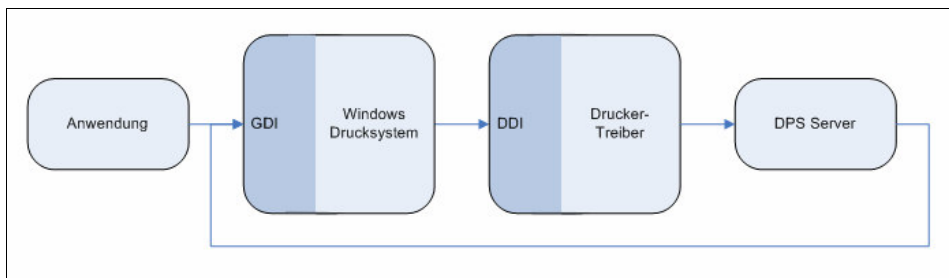 Anwendung
GDI
Windows
Drucksystem
DDI
Drucker-
Treiber
DPS Server